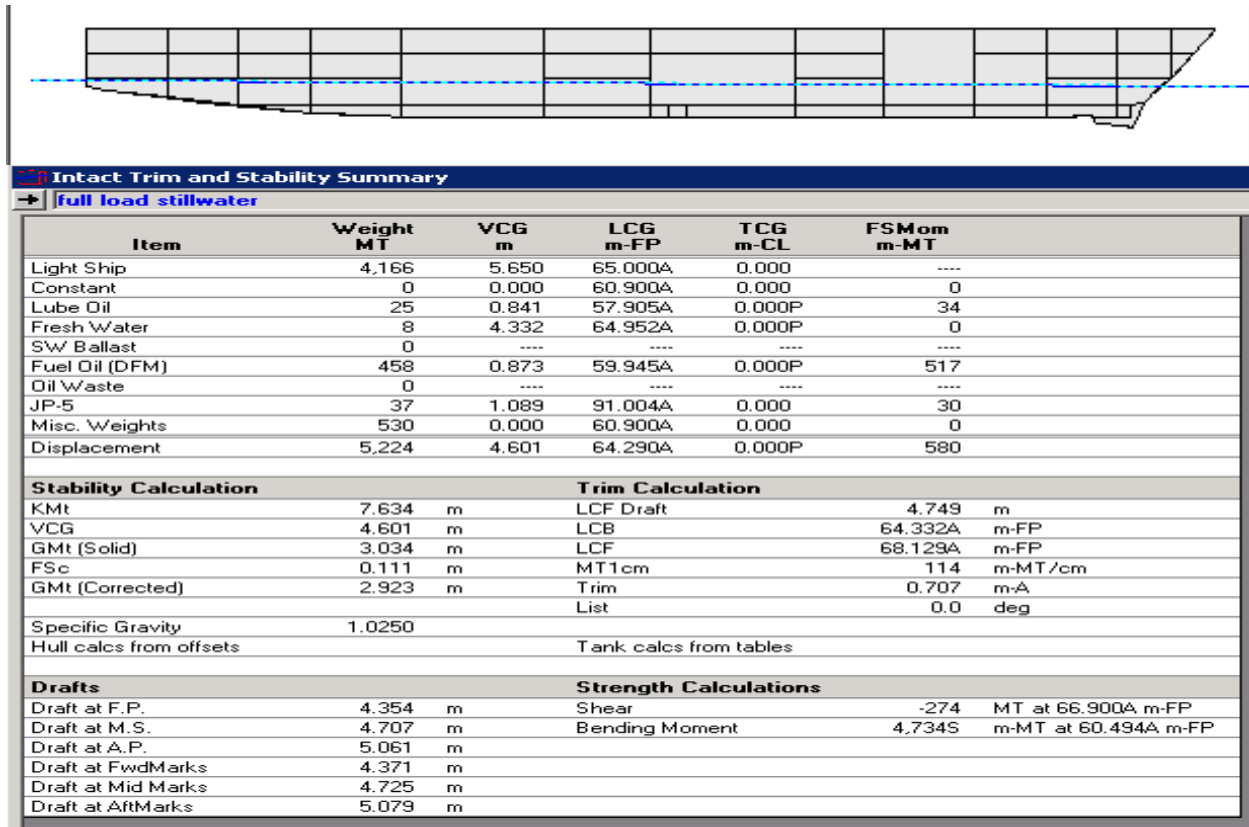 Intact Trim and Stability Summary
full load stillwater
Item Weight MT VCG m LCG m-FP TCG m-CL FSMom m-MT
Light Ship 4,166 5.650 65.000A 0.000 ----
Constant 0 0.000 60.900A 0.000 0
Lube Oil 25 0.841 57.905A 0.000P 34
Fresh Water 8 4.332 64.952A 0.000P 0
SW Ballast 0 ---- ---- ---- ----
Fuel Oil (DFM) 458 0.873 59.945A 0.000P 517
Oil Waste 0 ---- ---- ---- ----
JP-5 37 1.089 91.004A 0.000 30
Misc. Weights 530 0.000 60.900A 0.000 0
Displacement 5,224 4.601 64.290A 0.000P 580
Stability Calculation Trim Calculation
KMt 7.634 m LCF Draft 4.749 m
VCG 4.601 m LCB 64.332A m-FP
GMt (Solid) 3.034 m LCF 68.129A m-FP
FSc 0.111 m MT1cm 114 m-MT/cm
GMt (Corrected) 2.923 m Trim 0.707 m-A
List 0.0 deg
Specific Gravity 1.0250
Hull calcs from offsets Tank calcs from tables
Drafts Strength Calculations
Draft at F.P. 4.354 m Shear -274 MT at 66.900A m-FP
Draft at M.S. 4.707 m Bending Moment 4,734S m-MT at 60.494A m-FP
Draft at A.P. 5.061 m
Draft at FwdMarks 4.371 m
Draft at Mid Marks 4.725 m
Draft at AftMarks 5.079 m